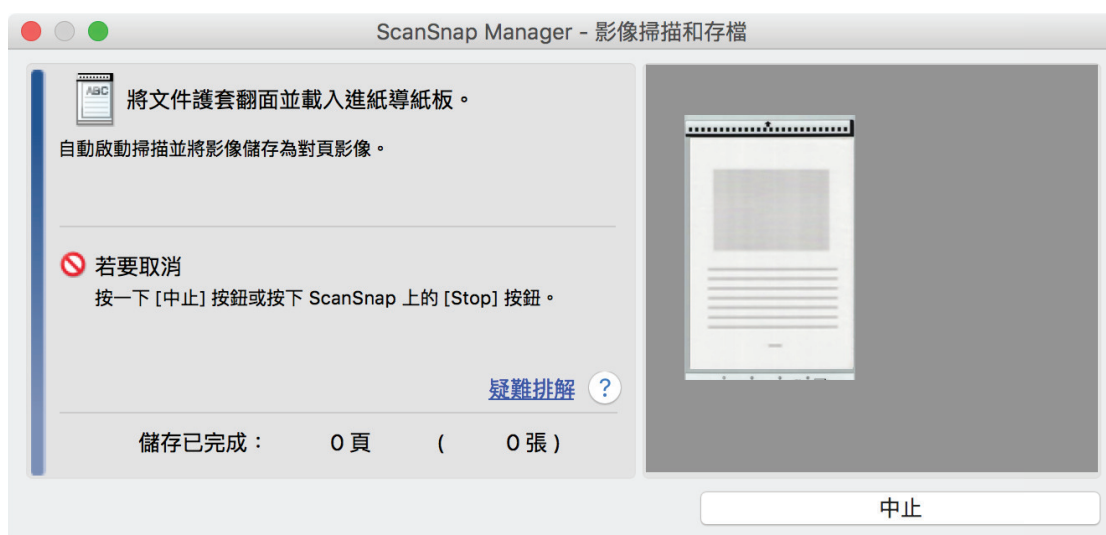 ScanSnap Manager - 影像掃描和存檔
ABC
將文件護套翻面並載入進紙導紙板。
自動啟動掃描並將影像儲存為對頁影像。
若要取消
按一下 [中止] 按鈕或按下 ScanSnap 上的 [Stop] 按鈕。
疑難排解 ?
儲存已完成： 0 頁 ( 0 張 )
中止